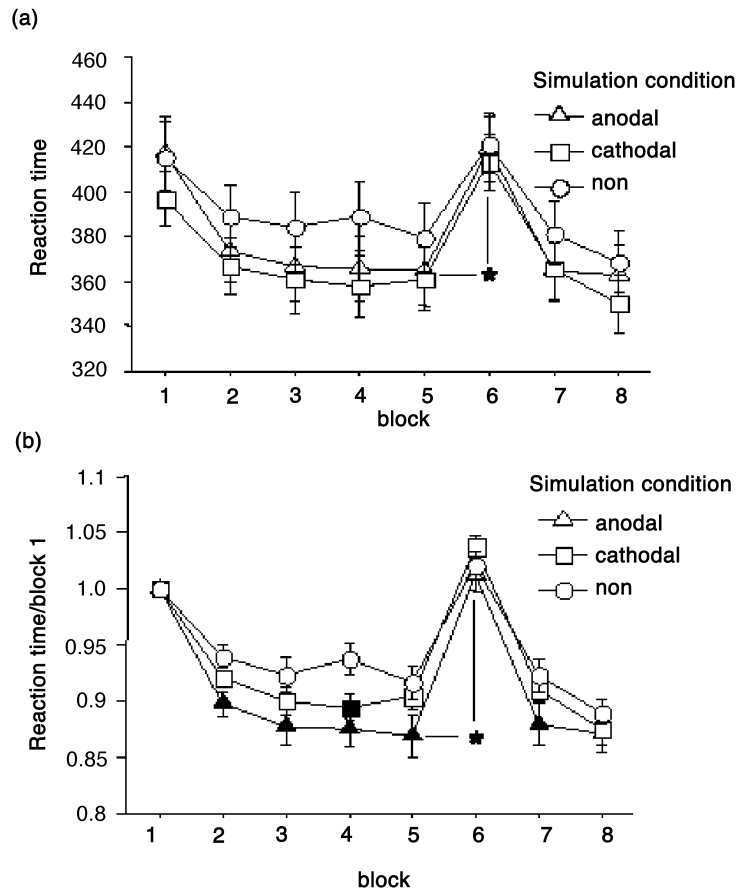 (a)
460
440
420
400
380
360
340
320
Reaction time
1 2 3 4 5 6 7 8
block
Simulation condition
anodal
cathodal
non
(b)
1.1
1.05
1.0
0.95
0.9
0.85
0.8
Reaction time/block 1
1 2 3 4 5 6 7 8
block
Simulation condition
anodal
cathodal
non